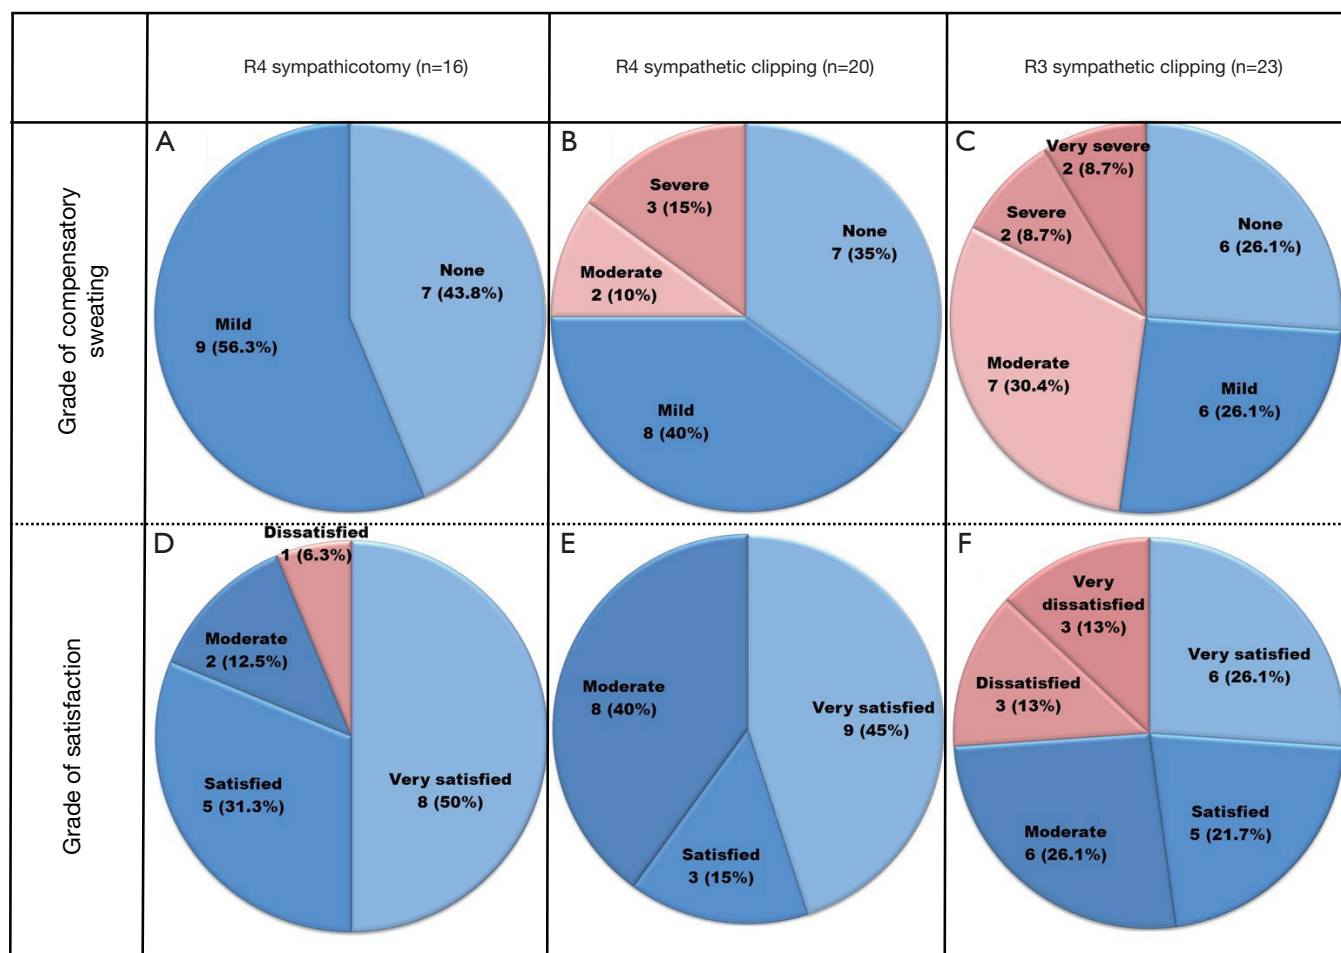 R4 sympathicotomy (n=16)
R4 sympathetic clipping (n=20)
R3 sympathetic clipping (n=23)
Grade of compensatory
sweating
A
None
7 (43.8%)
Mild
9 (56.3%)
B
Severe
3 (15%)
None
7 (35%)
Moderate
2 (10%)
Mild
8 (40%)
C
Very severe
2 (8.7%)
Severe
2 (8.7%)
None
6 (26.1%)
Moderate
7 (30.4%)
Mild
6 (26.1%)
Grade of satisfaction
D
Dissatisfied
1 (6.3%)
Moderate
2 (12.5%)
Satisfied
5 (31.3%)
Very satisfied
8 (50%)
E
Moderate
8 (40%)
Very satisfied
9 (45%)
Satisfied
3 (15%)
F
Very
dissatisfied
3 (13%)
Very satisfied
6 (26.1%)
Dissatisfied
3 (13%)
Satisfied
5 (21.7%)
Moderate
6 (26.1%)